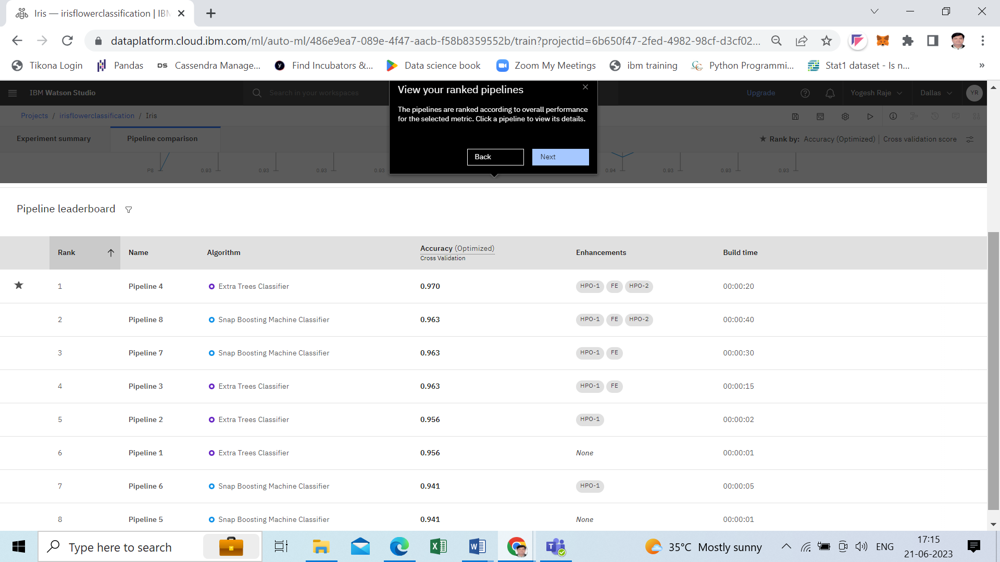 Iris — irisflowerclassification | IBM
dataplatform.cloud.ibm.com/ml/auto-ml/486e9ea7-089e-4f47-aacb-f58b8359552b/train?projectid=6b650f47-2fed-4982-98cf-d3cf02...
Tikona Login
Pandas
DS Cassendra Manage...
Find Incubators &...
Data science book
Zoom My Meetings
ibm training
Python Programmi...
Stat1 dataset - Is n...
»
IBM Watson Studio
Search in your workspaces
Upgrade
Yogesh Raje
Dallas
YR
View your ranked pipelines
The pipelines are ranked according to overall performance
for the selected metric. Click a pipeline to view its details.
Back
Next
Projects / irisflowerclassification / Iris
Experiment summary
Pipeline comparison
Rank by: Accuracy (Optimized) | Cross validation score
P8 0.93 0.93 0.93 0.93 0.94 0.93 0.93 0.93
Pipeline leaderboard
Rank Name Algorithm Accuracy (Optimized) Enhancements Build time
Cross Validation
1 Pipeline 4 Extra Trees Classifier 0.970 HPO-1 FE HPO-2 00:00:20
2 Pipeline 8 Snap Boosting Machine Classifier 0.963 HPO-1 FE HPO-2 00:00:40
3 Pipeline 7 Snap Boosting Machine Classifier 0.963 HPO-1 FE 00:00:30
4 Pipeline 3 Extra Trees Classifier 0.963 HPO-1 FE 00:00:15
5 Pipeline 2 Extra Trees Classifier 0.956 HPO-1 00:00:02
6 Pipeline 1 Extra Trees Classifier 0.956 None 00:00:01
7 Pipeline 6 Snap Boosting Machine Classifier 0.941 HPO-1 00:00:05
8 Pipeline 5 Snap Boosting Machine Classifier 0.941 None 00:00:01
Type here to search
35°C Mostly sunny
ENG
17:15
21-06-2023